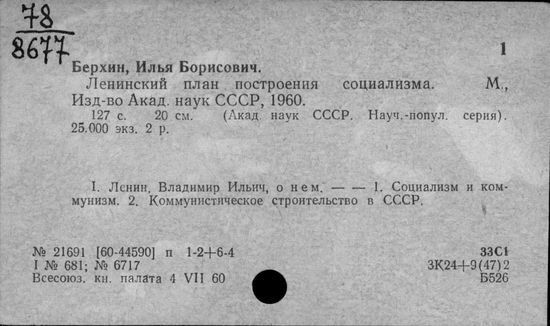 78
8677
1
Берхин, Илья Борисович.
Ленинский план построения социализма. М.,
Изд-во Акад. наук СССР, 1960.
127 с. 20 см. (Акад. наук СССР. Науч.-попул. серия).
25.000 экз. 2 р.
I. Ленин, Владимир Ильич, о нем. — — 1. Социализм и ком-
мунизм. 2. Коммунистическое строительство в СССР.
№ 21691 [60-44590] п 1-2+6-4 33С1
I № 681; № 6717 3К24+9(47)2
Всесоюз. кн. палата 4 VII 60 Б526